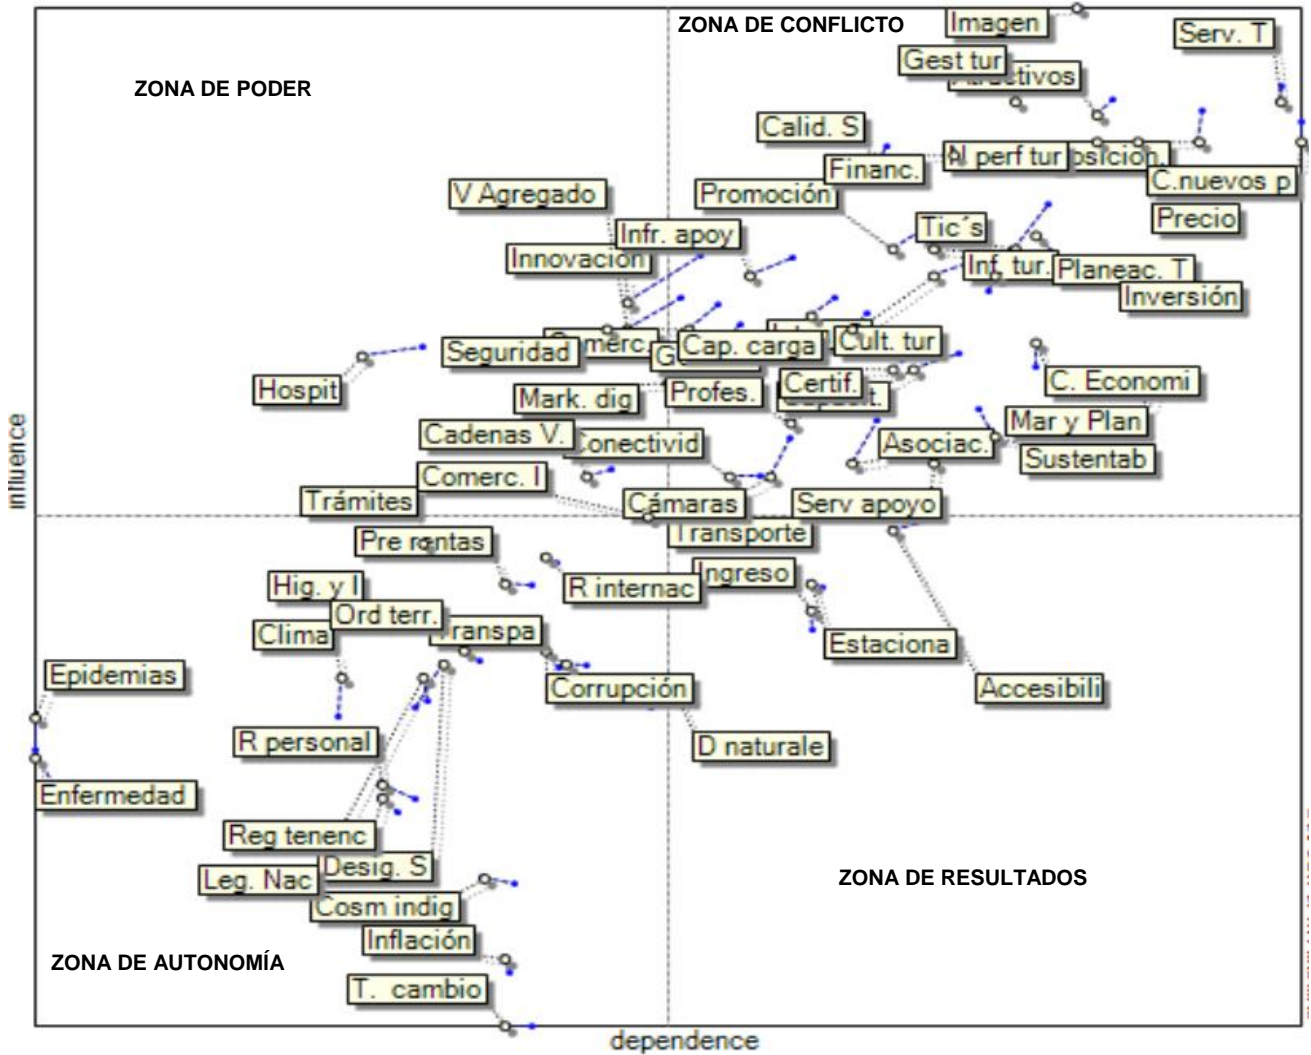 ZONA DE CONFLICTO
Imagen
Serv. T
Gest tur
ZONA DE PODER
Calid. S
Financ.
perf tur
C.nuevos p
V Agregado
Promoción
Precio
Infr. apoy
Tic´s
Innovación
Inf. tur.
Planeac. T
Inversión
Seguridad
Cap. carga
Cult. tur
Hospit
Mark. dig
Profes.
Certif.
C. Economi
Mar y Plan
Cadenas V.
Conectivid
Asociac.
Sustentab
Comerc. I
Trámites
Cámaras
Serv apoyo
Transporte
Pre rentas
R internac
Ingreso
Hig. y I
Ord terr.
Clima
Transpa
Estaciona
Epidemias
Corrupción
Accesibili
R personal
D naturale
Enfermedad
Reg tenenc
Desig. S
Leg. Nac
ZONA DE RESULTADOS
Cosm indig
Inflación
ZONA DE AUTONOMÍA
T. cambio
influence
dependence